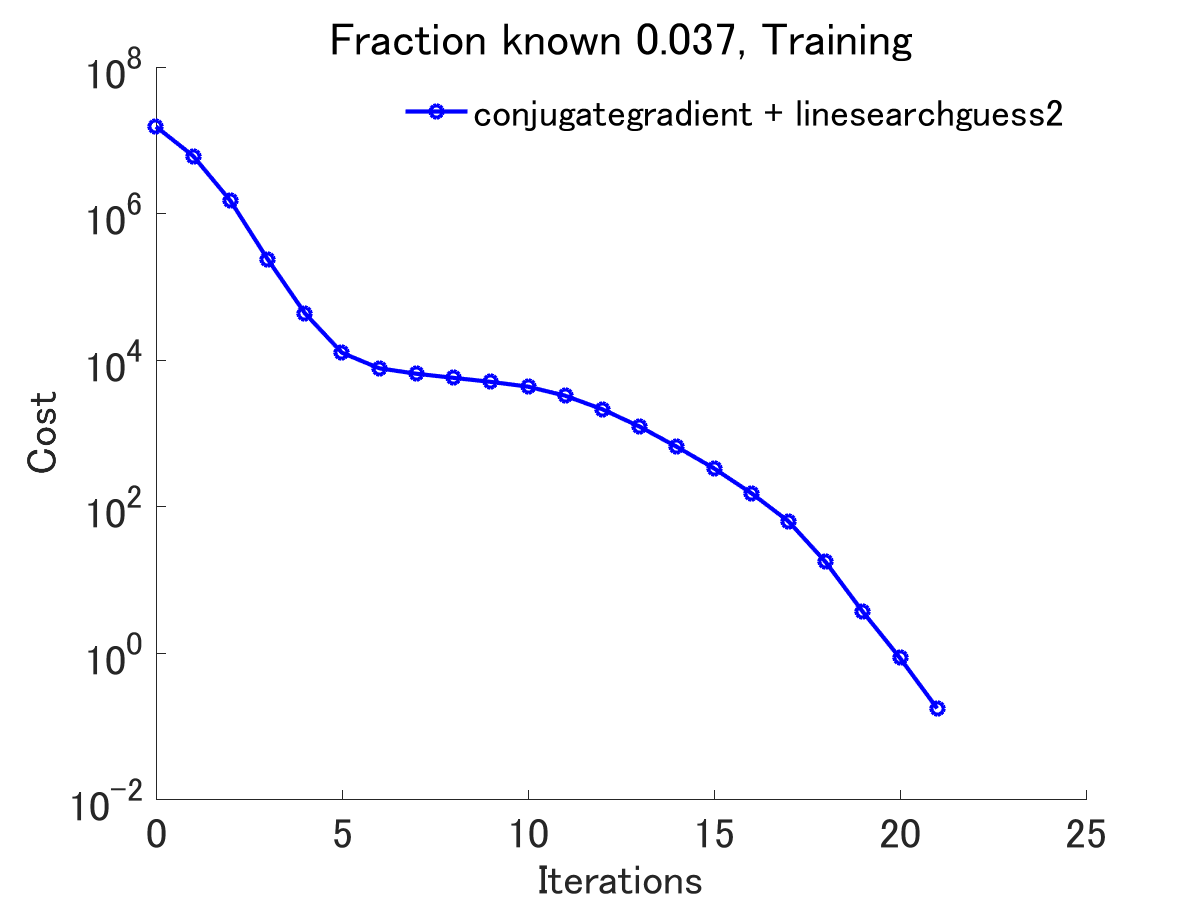 Fraction known 0.037, Training
conjugategradient + linesearchguess2
10^8
10^6
10^4
10^2
10^0
10^-2
Cost
0 5 10 15 20 25
Iterations